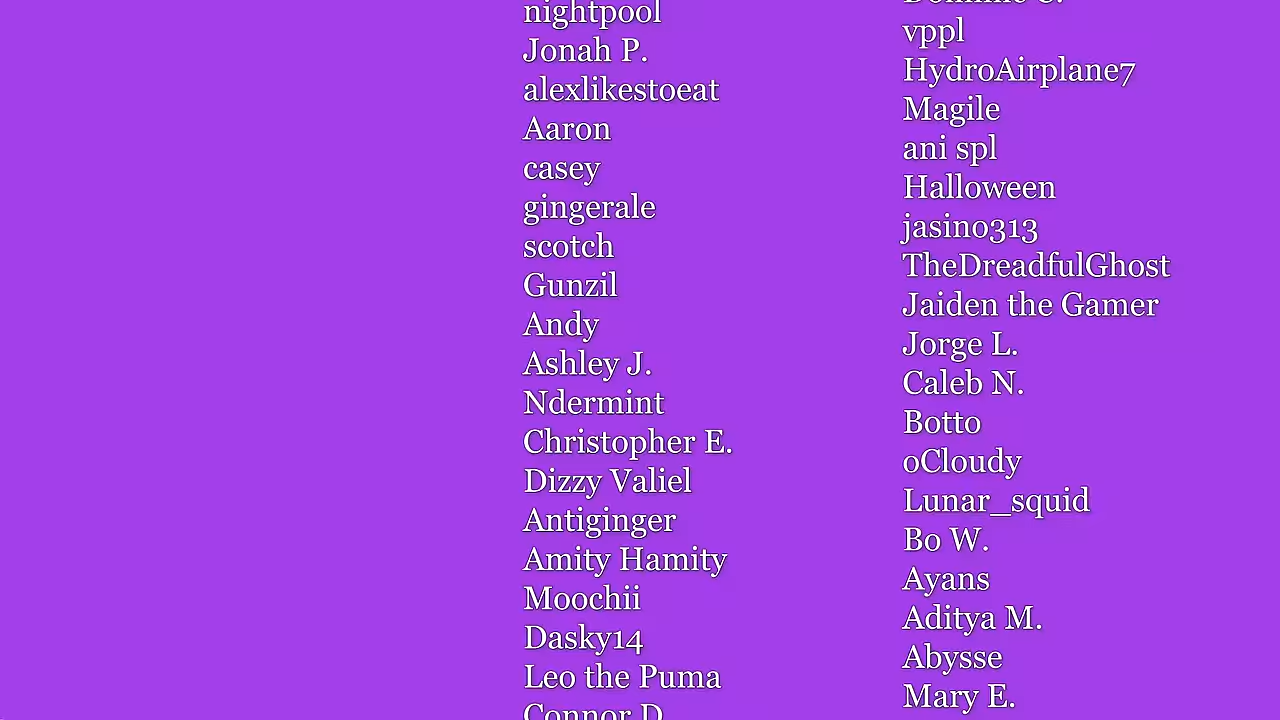 nightpool
Jonah P.
alexlikestoeat
Aaron
casey
gingerale
scotch
Gunzil
Andy
Ashley J.
Ndermint
Christopher E.
Dizzy Valiel
Antiginger
Amity Hamity
Moochii
Dasky14
Leo the Puma
Connor D.
vppl
HydroAirplane7
Magile
ani spl
Halloween
jasino313
TheDreadfulGhost
Jaiden the Gamer
Jorge L.
Caleb N.
Botto
oCloudy
Lunar_squid
Bo W.
Ayans
Aditya M.
Abysse
Mary E.